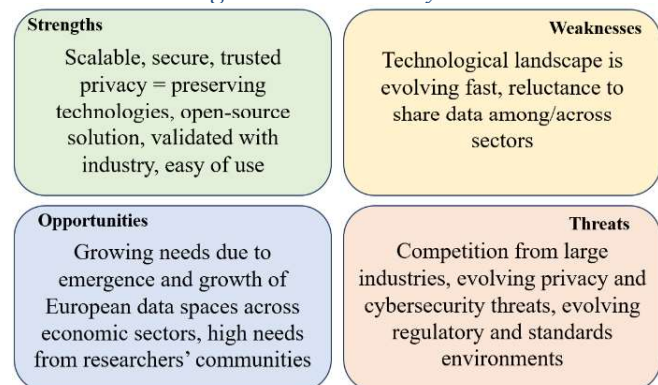 Strengths
Scalable, secure, trusted
privacy = preserving
technologies, open-source
solution, validated with
industry, easy of use
Weaknesses
Technological landscape is
evolving fast, reluctance to
share data among/across
sectors
Opportunities
Growing needs due to
emergence and growth of
European data spaces across
economic sectors, high needs
from researchers’ communities
Threats
Competition from large
industries, evolving privacy and
cybersecurity threats, evolving
regulatory and standards
environments